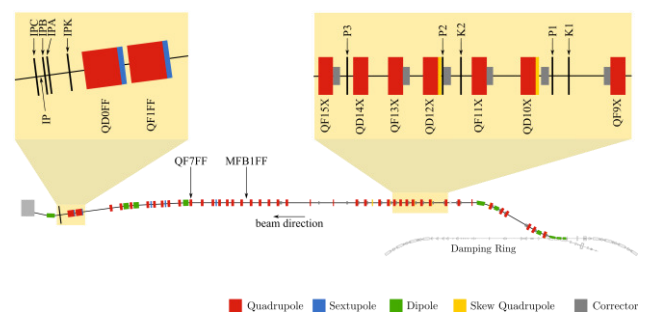 IPC
IPB
IPA
IPK
IP
QD0FF
QF1FF
P3
P2
K2
P1
K1
QF15X
QD14X
QF13X
QD12X
QF11X
QD10X
QF9X
QF7FF
MFB1FF
beam direction
Damping Ring
Quadrupole
Sextupole
Dipole
Skew Quadrupole
Corrector